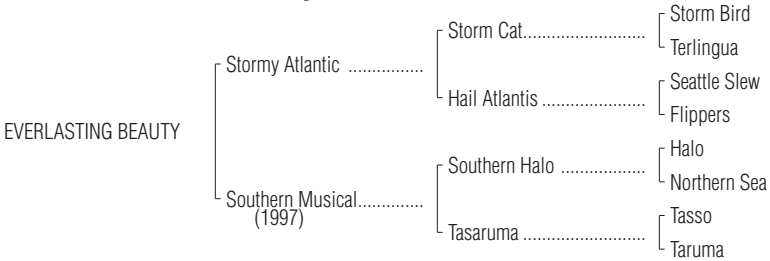 Storm Bird
Storm Cat..........................
Terlingua
Stormy Atlantic ................
Seattle Slew
Hail Atlantis ......................
Flippers
EVERLASTING BEAUTY
Halo
Southern Halo ..................
Northern Sea
Southern Musical..............
(1997)
Tasso
Tasaruma ..........................
Taruma